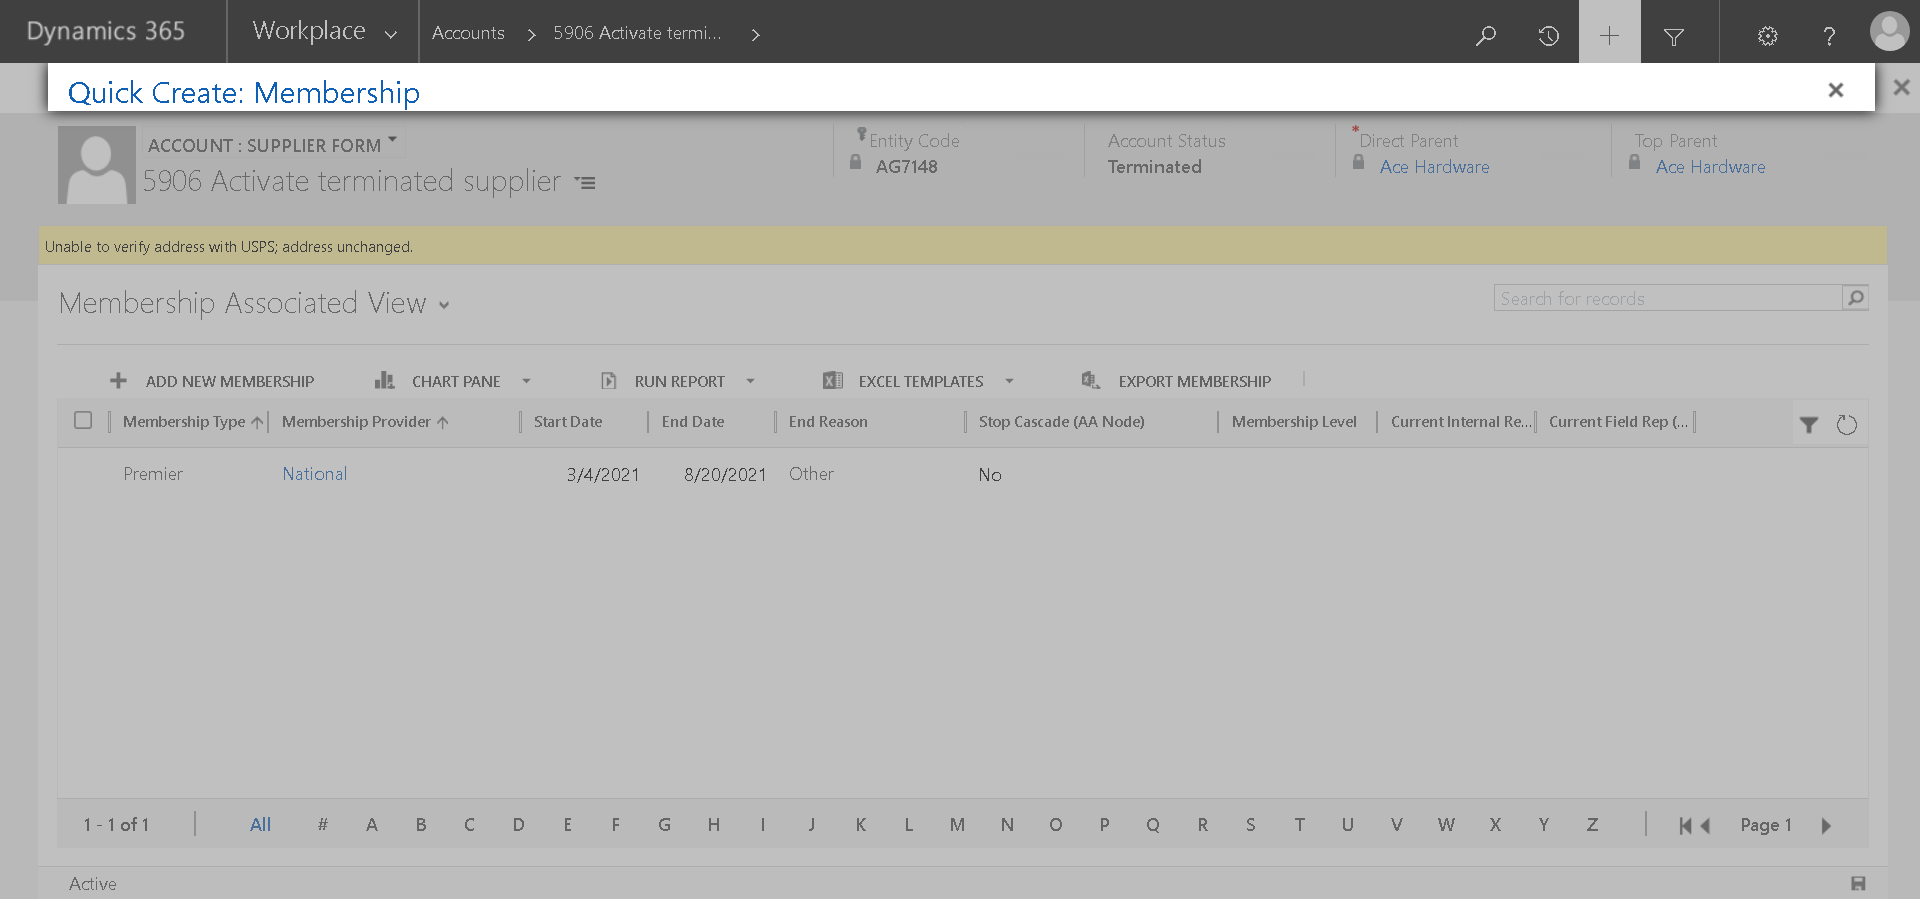 Dynamics 365 Workplace Accounts 5906 Activate termi... ?
Quick Create: Membership
ACCOUNT : SUPPLIER FORM
5906 Activate terminated supplier
Entity Code
AG7148
Account Status
Terminated
*Direct Parent
Ace Hardware
Top Parent
Ace Hardware
Unable to verify address with USPS; address unchanged.
Membership Associated View
Search for records
ADD NEW MEMBERSHIP CHART PANE RUN REPORT EXCEL TEMPLATES EXPORT MEMBERSHIP
Membership Type Membership Provider Start Date End Date End Reason Stop Cascade (AA Node) Membership Level Current Internal Re... Current Field Rep (...
Premier National 3/4/2021 8/20/2021 Other No
1 - 1 of 1 All # A B C D E F G H I J K L M N O P Q R S T U V W X Y Z Page 1
Active